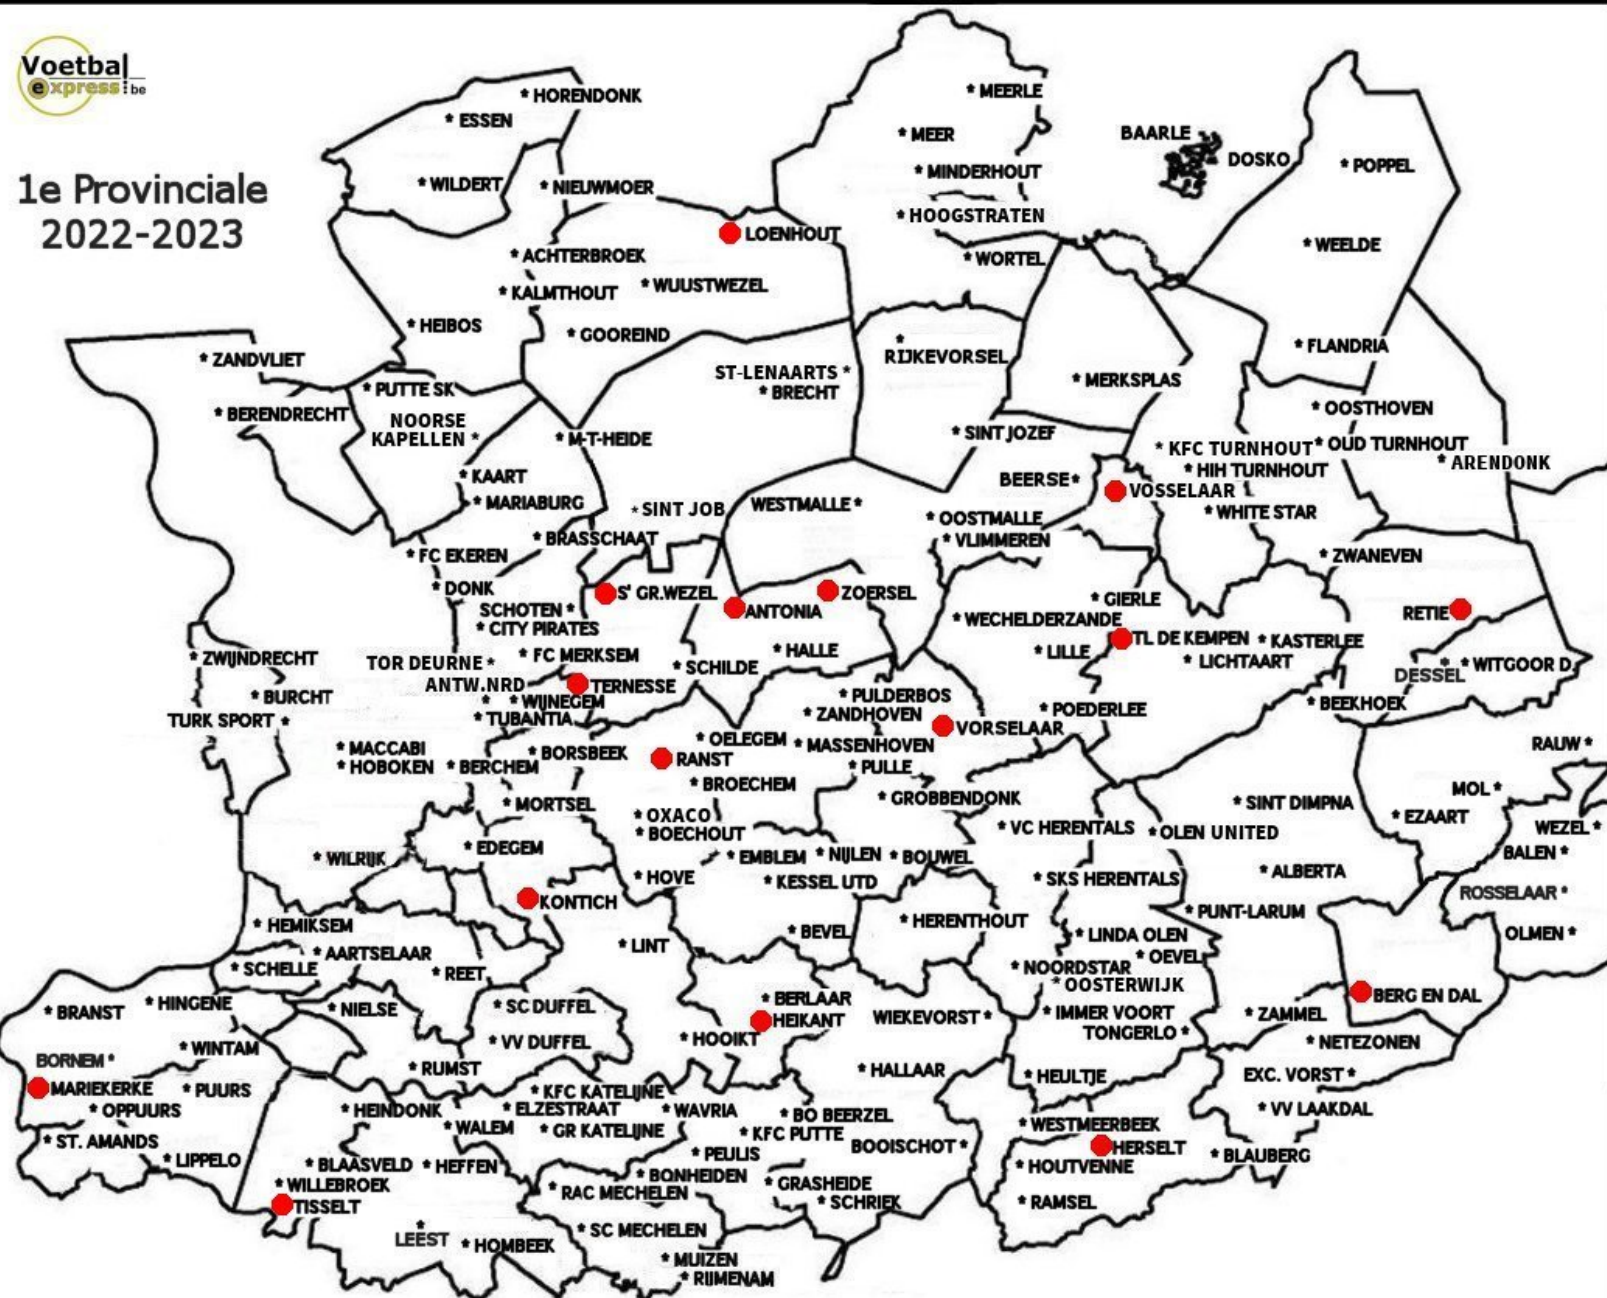 Voetbal
express.be
1e Provinciale
2022-2023
* HORENDONK
* ESSEN
* WILDERT
* NIEUWMOER
* MEERLE
* MEER
* MINDERHOUT
* HOOGSTRATEN
* WORTEL
BAARLE
DOSKO
* POPPEL
* WEELDE
LOENHOUT
* ACHTERBROEK
* KALMTHOUT
* WUUSTWEZEL
* HEIBOS
* GOOREIND
* FLANDRIA
* ZANDVLIET
* PUTTE SK
* BERENDRECHT
NOORSE
KAPELLEN *
ST-LENAARTS *
* BRECHT
*
RIJKEVORSEL
* MERKSPLAS
* M-T-HEIDE
* SINT JOZEF
* OOSTHOVEN
* KFC TURNHOUT
* OUD TURNHOUT
* HIH TURNHOUT
* ARENDONK
* KAART
* MARIABURG
BEERSE *
VOSSELAAR
* WHITE STAR
* SINT JOB
WESTMALLE *
* OOSTMALLE
* VLIMMEREN
* BRASSCHAAT
* FC EKEREN
* ZWANEVEN
* DONK
S' GR.WEZEL
ANTONIA
ZOERSEL
* GIERLE
RETIE
SCHOTEN *
* CITY PIRATES
* WECHELDERZANDE
TL DE KEMPEN
* KASTERLEE
* ZWIJNDRECHT
TOR DEURNE *
* FC MERKSEM
* SCHILDE
* HALLE
* LILLE
* LICHTAART
*
DESSEL
* WITGOOR D.
ANTW.NRD
*
TERNESSE
* BURCHT
* WIJNEGEM
* TUBANTIA
TURK SPORT *
* PULDERBOS
* ZANDHOVEN
VORSELAAR
* POEDERLEE
* BEEKHOEK
* MACCABI
* HOBOKEN
* BERCHEM
* BORSBEEK
RANST
* OELEGEM
* MASSENHOVEN
* PULLE
RAUW *
* BROECHEM
* GROBBENDONK
MOL *
* MORTSEL
* OXACO
* BOECHOUT
* VC HERENTALS
* OLEN UNITED
* SINT DIMPNA
* EZAART
WEZEL *
BALEN *
* EDEGEM
* WILRIJK
* EMBLEM
* NIJLEN
* BOUWEL
* HOVE
* KESSEL UTD
* SKS HERENTALS
* ALBERTA
ROSSELAAR *
KONTICH
* PUNT-LARUM
* HEMIKSEM
* HERENTHOUT
* BEVEL
* LINDA OLEN
OLMEN *
* AARTSELAAR
* LINT
* OEVEL
* SCHELLE
* REET
* NOORDSTAR
* OOSTERWIJK
* BRANST
* HINGENE
* NIELSE
* SC DUFFEL
* BERLAAR
HEIKANT
WIEKEVORST *
* IMMER VOORT
TONGERLO *
* ZAMMEL
BERG EN DAL
* WINTAM
* VV DUFFEL
* HOOIKT
* NETEZONEN
BORNEM *
MARIEKERKE
* PUURS
* RUMST
* HALLAAR
* HEULTJE
EXC. VORST *
* OPPUURS
* HEINDONK
* KFC KATELIJNE
* ELZESTRAAT
* WAVRIA
* BO BEERZEL
* VV LAAKDAL
* ST. AMANDS
* WALEM
* GR KATELIJNE
* KFC PUTTE
* WESTMEERBEEK
HERSELT
* LIPPELO
* BLAASVELD
* HEFFEN
* PEULIS
BOOISCHOT *
* HOUTVENNE
* BLAUBERG
* WILLEBROEK
TISSELT
* BONHEIDEN
* RAC MECHELEN
* GRASHEIDE
* SCHRIEK
* RAMSEL
*
LEEST
* HOMBEEK
* SC MECHELEN
* MUIZEN
* RIJMENAM